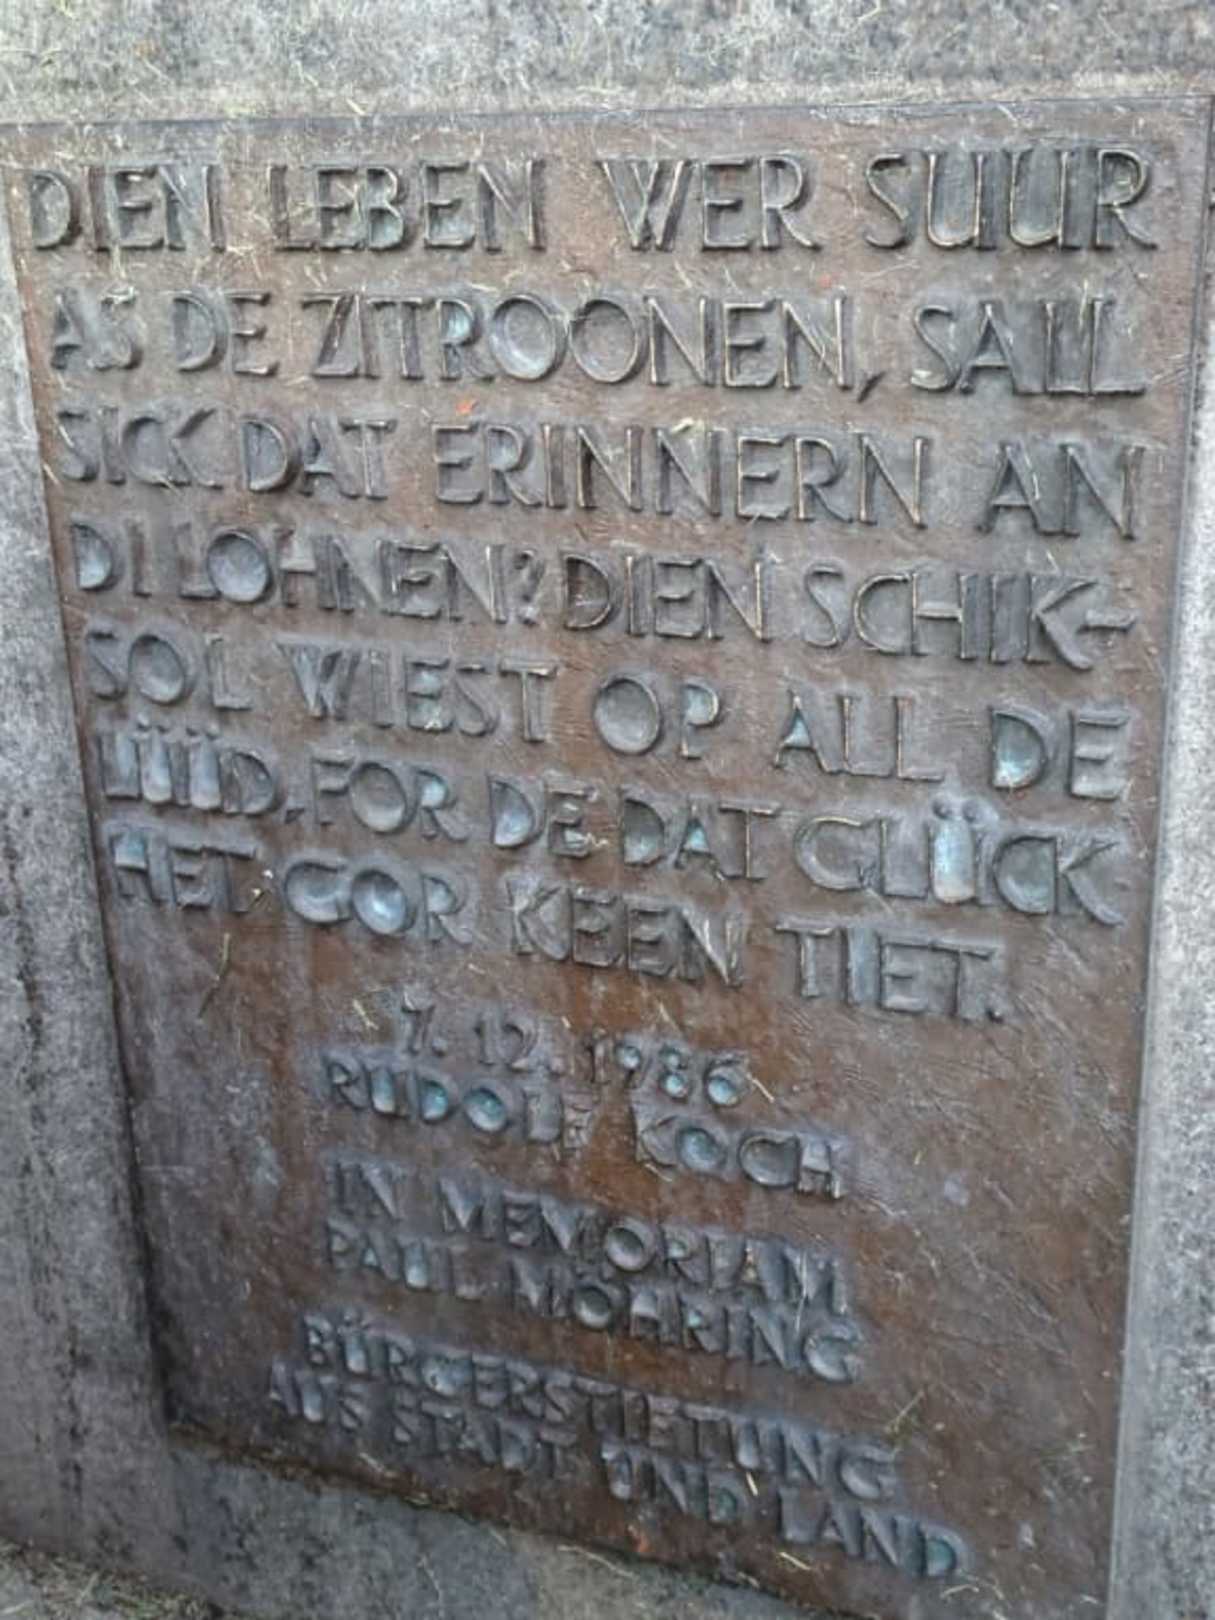 DIEN LEBEN WER SUUR
AS DE ZITROONEN, SALL
SICK DAT ERINNERN AN
DI LOHNEN? DIEN SCHIK-
SOL WIEST OP ALL DE
LÜÜD, FOR DE DAT GLÜCK
HET GOR KEEN TIET.
7. 12. 1986
RUDOLF KOCH
IN MEMORIAM
PAUL MÖHRING
BÜRGERSTIFTUNG
AUS STADT UND LAND